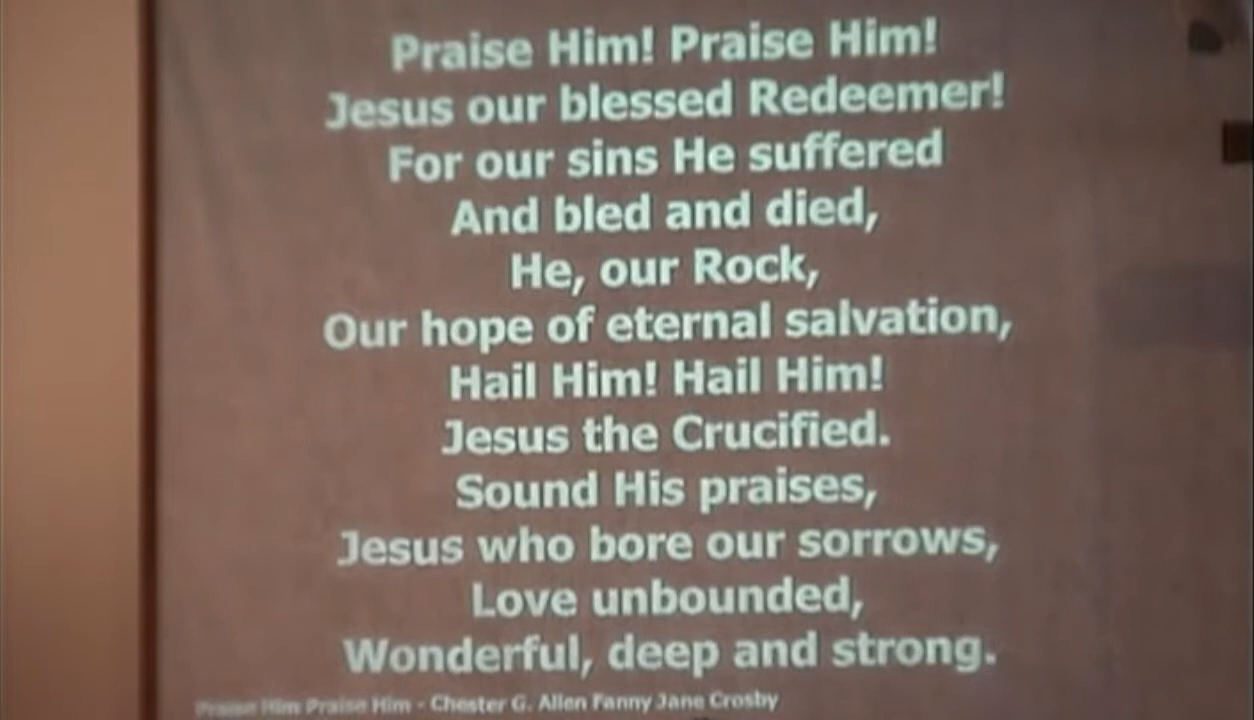 Praise Him! Praise Him!
Jesus our blessed Redeemer!
For our sins He suffered
And bled and died,
He, our Rock,
Our hope of eternal salvation,
Hail Him! Hail Him!
Jesus the Crucified.
Sound His praises,
Jesus who bore our sorrows,
Love unbounded,
Wonderful, deep and strong.
Praise Him Praise Him - Chester G. Allen Fanny Jane Crosby